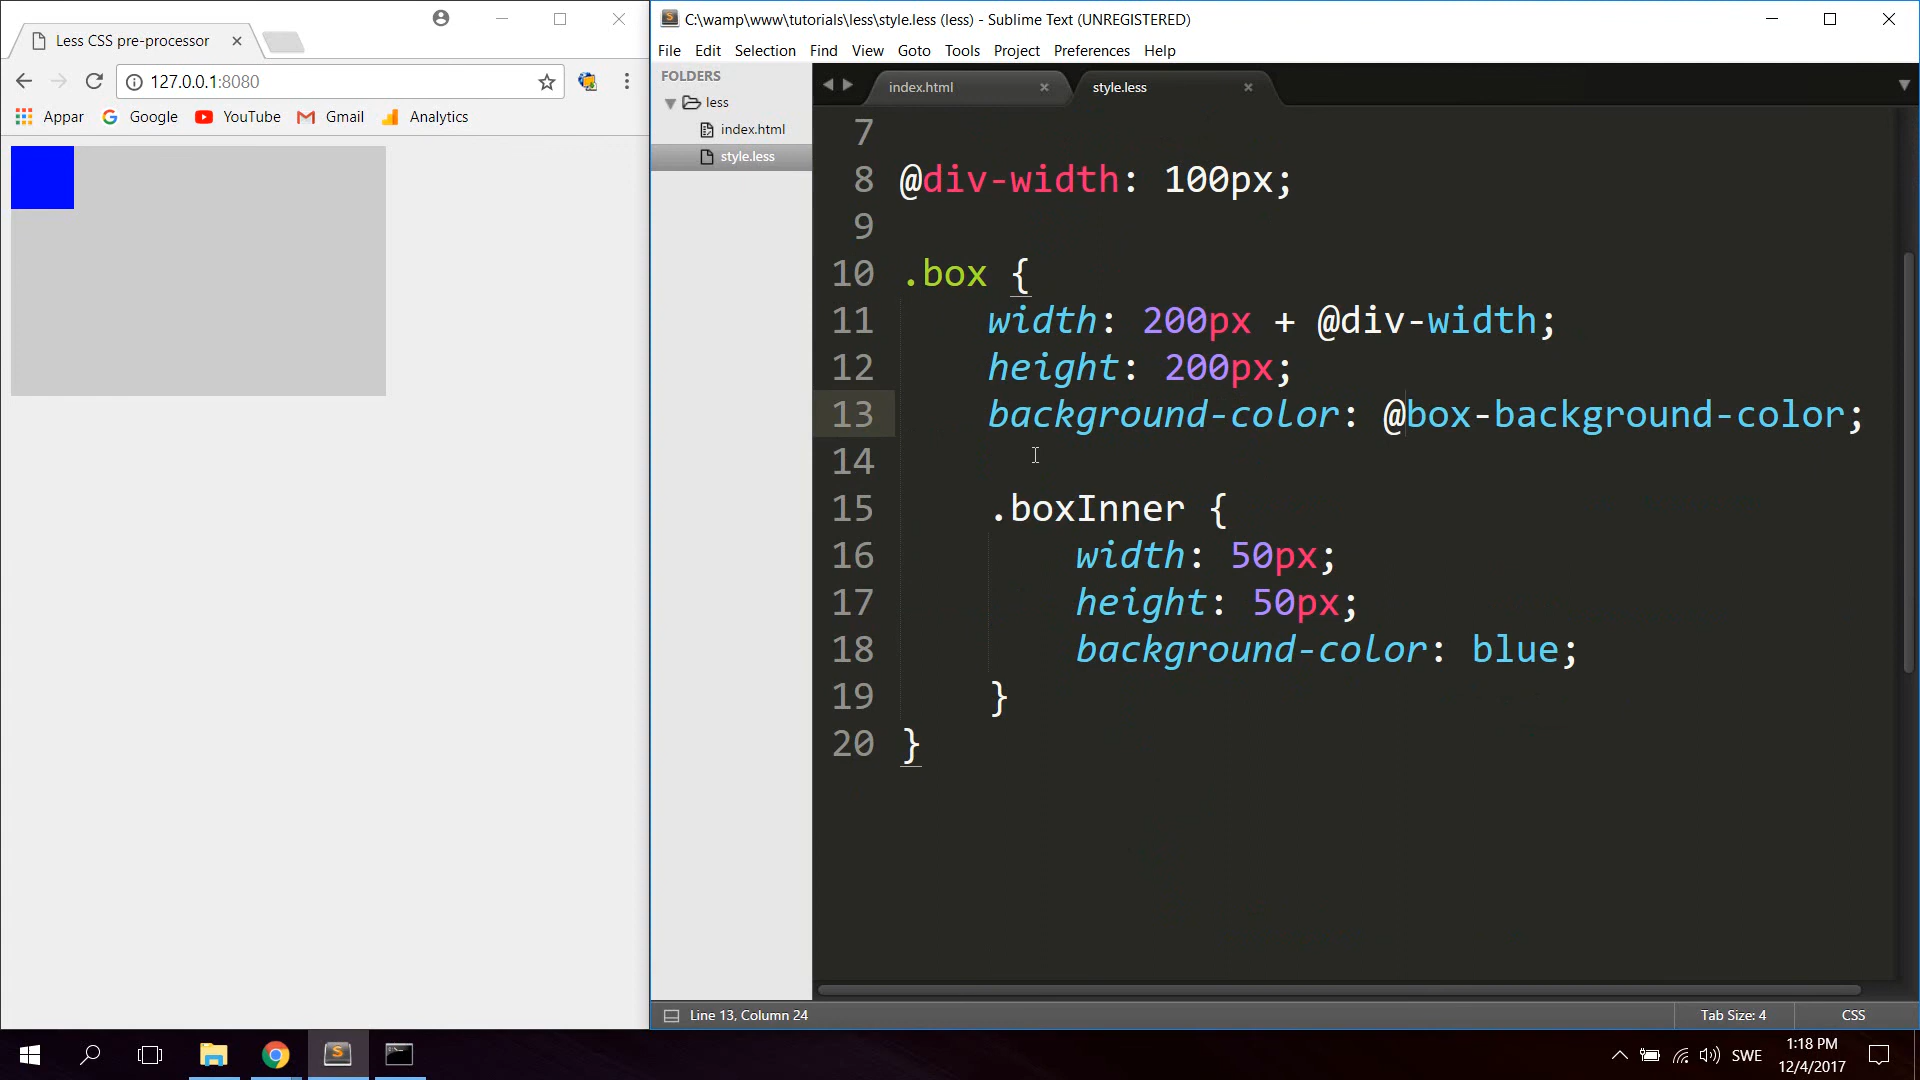 Less CSS pre-processor
127.0.0.1:8080
Appar Google YouTube Gmail Analytics
C:\wamp\www\tutorials\less\style.less (less) - Sublime Text (UNREGISTERED)
File Edit Selection Find View Goto Tools Project Preferences Help
FOLDERS
less
index.html
style.less
index.html style.less
7
8 @div-width: 100px;
9
10 .box {
11 width: 200px + @div-width;
12 height: 200px;
13 background-color: @box-background-color;
14
15 .boxInner {
16 width: 50px;
17 height: 50px;
18 background-color: blue;
19 }
20 }
Line 13, Column 24 Tab Size: 4 CSS
SWE
1:18 PM
12/4/2017